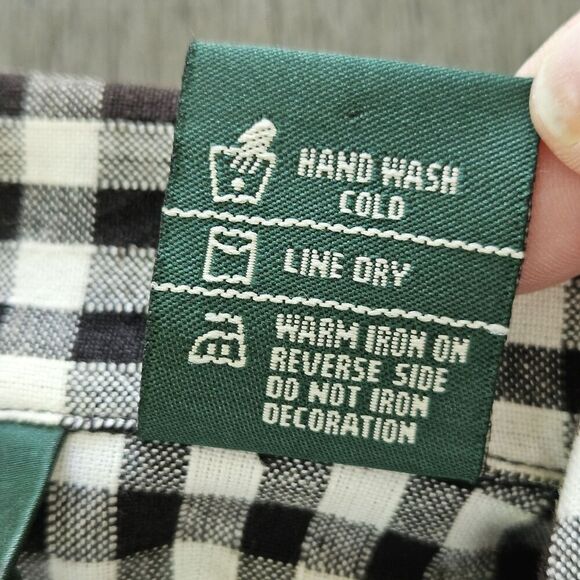 HAND WASH
COLD
LINE DRY
WARM IRON ON
REVERSE SIDE
DO NOT IRON
DECORATION